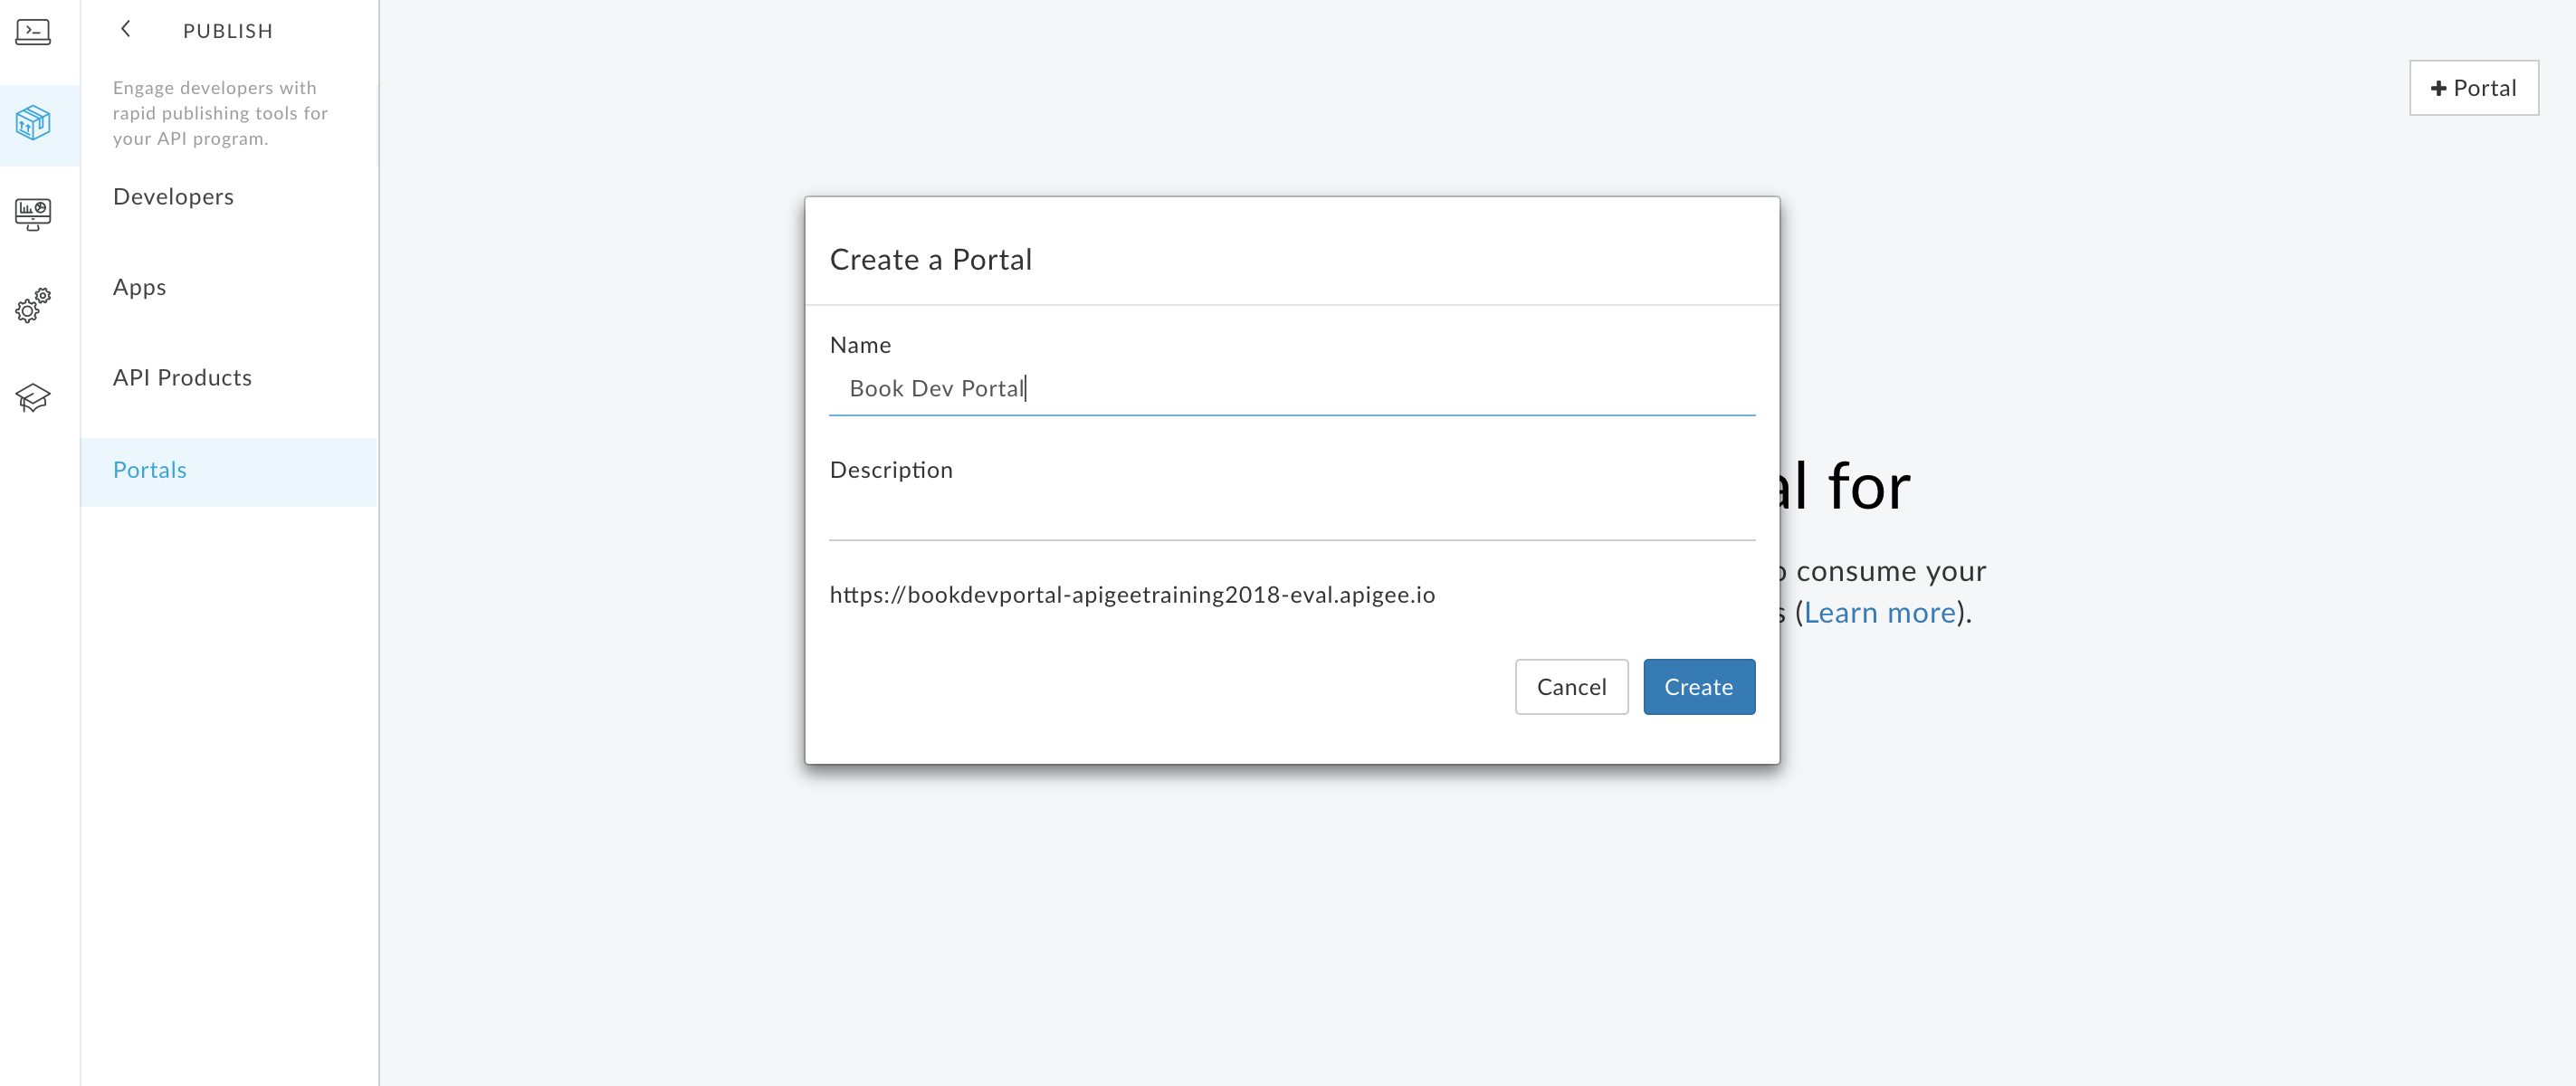 PUBLISH
Engage developers with
rapid publishing tools for
your API program.
Developers
Apps
API Products
Portals
+ Portal
Create a Portal
Name
Book Dev Portal
Description
https://bookdevportal-apigeetraining2018-eval.apigee.io
Cancel
Create
for
consume your
(Learn more).